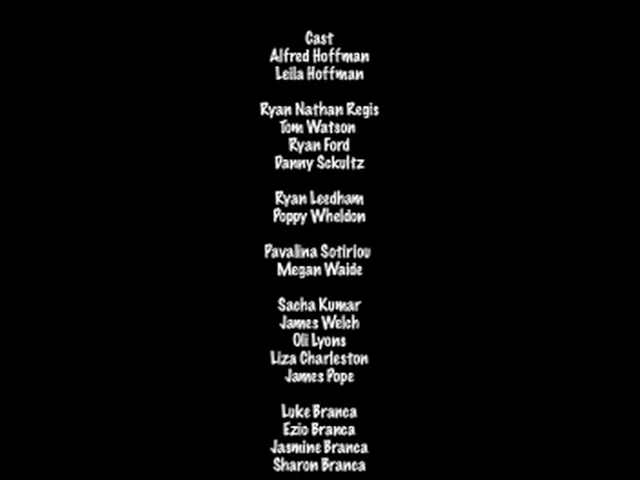 Cast
Alfred Hoffman
Leila Hoffman
Ryan Nathan Regis
Tom Watson
Ryan Ford
Danny Sckultz
Ryan Leedham
Poppy Wheldon
Pavalina Sotiriou
Megan Waide
Sacha Kumar
James Welch
Oli Lyons
Liza Charleston
James Pope
Luke Branca
Ezio Branca
Jasmine Branca
Sharon Branca